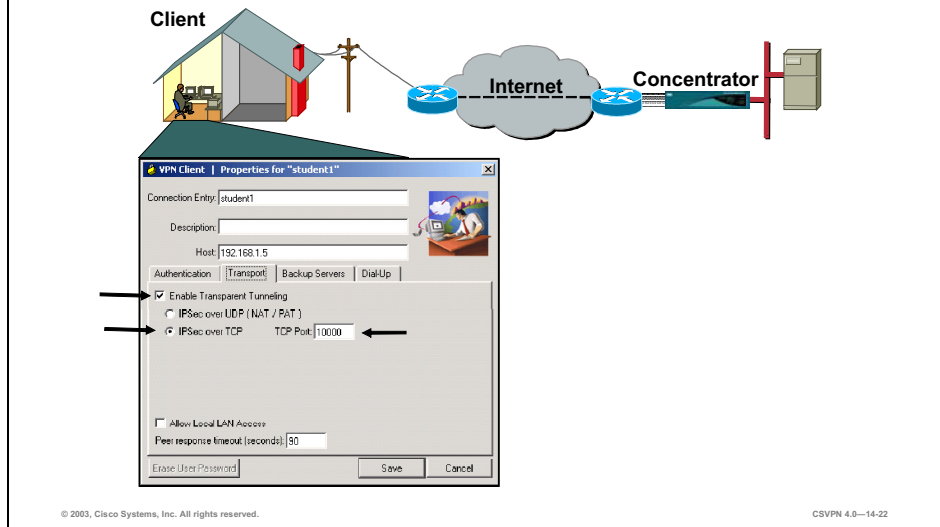 Client
Internet
Concentrator
VPN Client | Properties for "student1"
Connection Entry: student1
Description:
Host: 192.168.1.5
Authentication Transport Backup Servers Dial-Up
Enable Transparent Tunneling
IPSec over UDP ( NAT / PAT )
IPSec over TCP TCP Port: 10000
Allow Local LAN Access
Peer response timeout (seconds): 90
Erase User Password Save Cancel
© 2003, Cisco Systems, Inc. All rights reserved. CSVPN 4.0—14-22